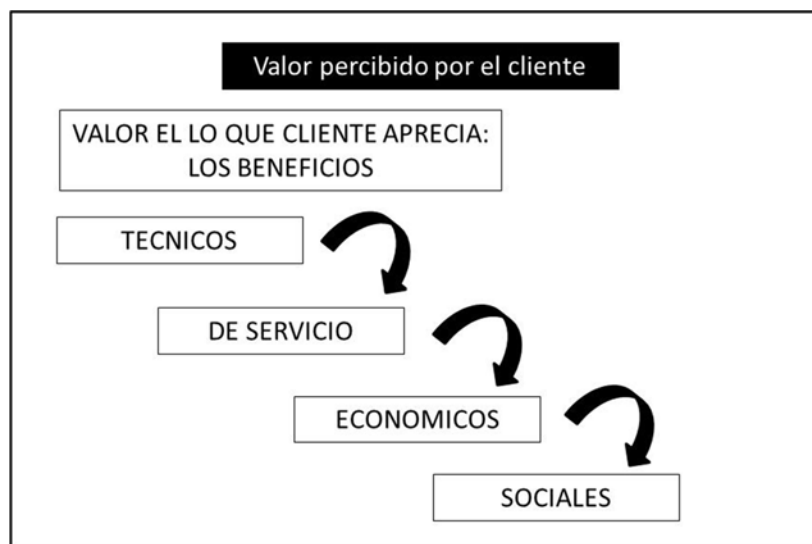 Valor percibido por el cliente
VALOR EL LO QUE CLIENTE APRECIA:
LOS BENEFICIOS
TECNICOS
DE SERVICIO
ECONOMICOS
SOCIALES